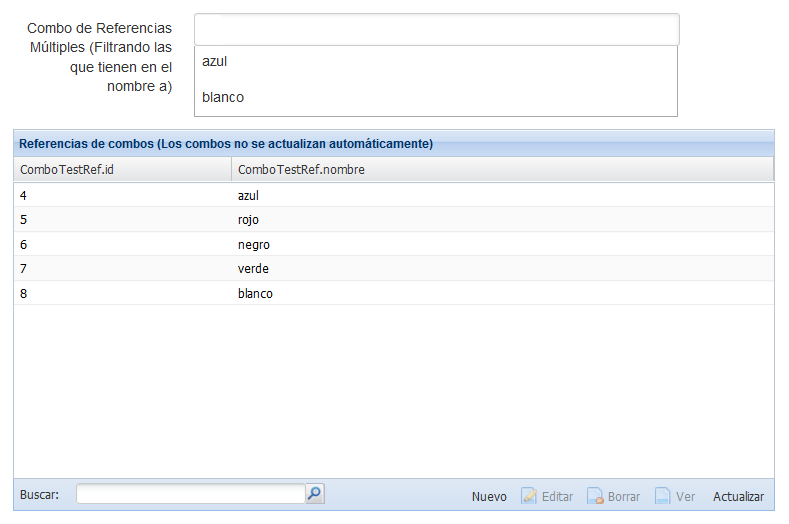 Combo de Referencias
Múltiples (Filtrando las
que tienen en el
nombre a)
azul
blanco
Referencias de combos (Los combos no se actualizan automáticamente)
ComboTestRef.id ComboTestRef.nombre
4 azul
5 rojo
6 negro
7 verde
8 blanco
Buscar: Nuevo Editar Borrar Ver Actualizar